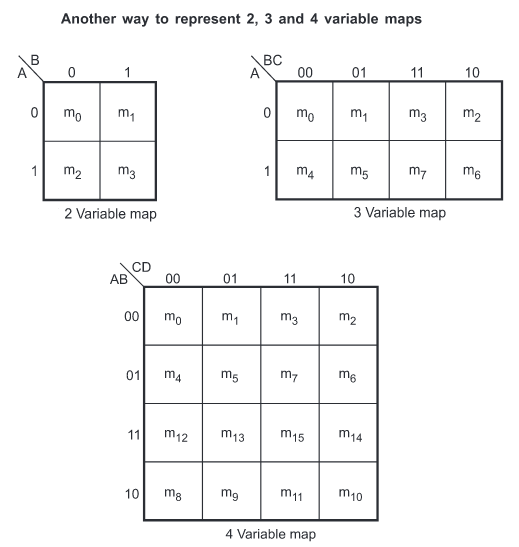 Another way to represent 2, 3 and 4 variable maps
B
A 0 1
0 m0 m1
1 m2 m3
2 Variable map
BC
A 00 01 11 10
0 m0 m1 m3 m2
1 m4 m5 m7 m6
3 Variable map
CD
AB 00 01 11 10
00 m0 m1 m3 m2
01 m4 m5 m7 m6
11 m12 m13 m15 m14
10 m8 m9 m11 m10
4 Variable map